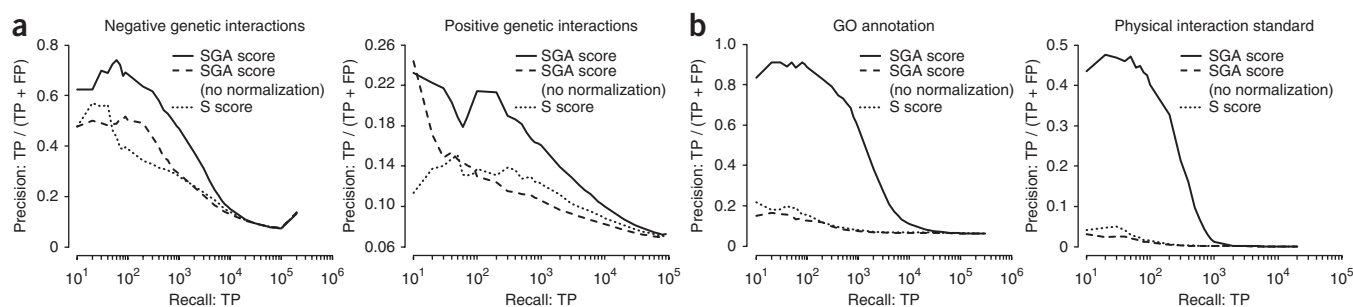 a
Negative genetic interactions
Precision: TP / (TP + FP)
0.8
0.6
0.4
0.2
0
SGA score
SGA score
(no normalization)
S score
10¹ 10² 10³ 10⁴ 10⁵ 10⁶
Recall: TP
Positive genetic interactions
Precision: TP / (TP + FP)
0.26
0.22
0.18
0.14
0.10
0.06
SGA score
SGA score
(no normalization)
S score
10¹ 10² 10³ 10⁴ 10⁵
Recall: TP
b
GO annotation
Precision: TP / (TP + FP)
1.0
0.8
0.6
0.4
0.2
0
SGA score
SGA score
(no normalization)
S score
10¹ 10² 10³ 10⁴ 10⁵ 10⁶
Recall: TP
Physical interaction standard
Precision: TP / (TP + FP)
0.5
0.4
0.3
0.2
0.1
0
SGA score
SGA score
(no normalization)
S score
10¹ 10² 10³ 10⁴ 10⁵
Recall: TP